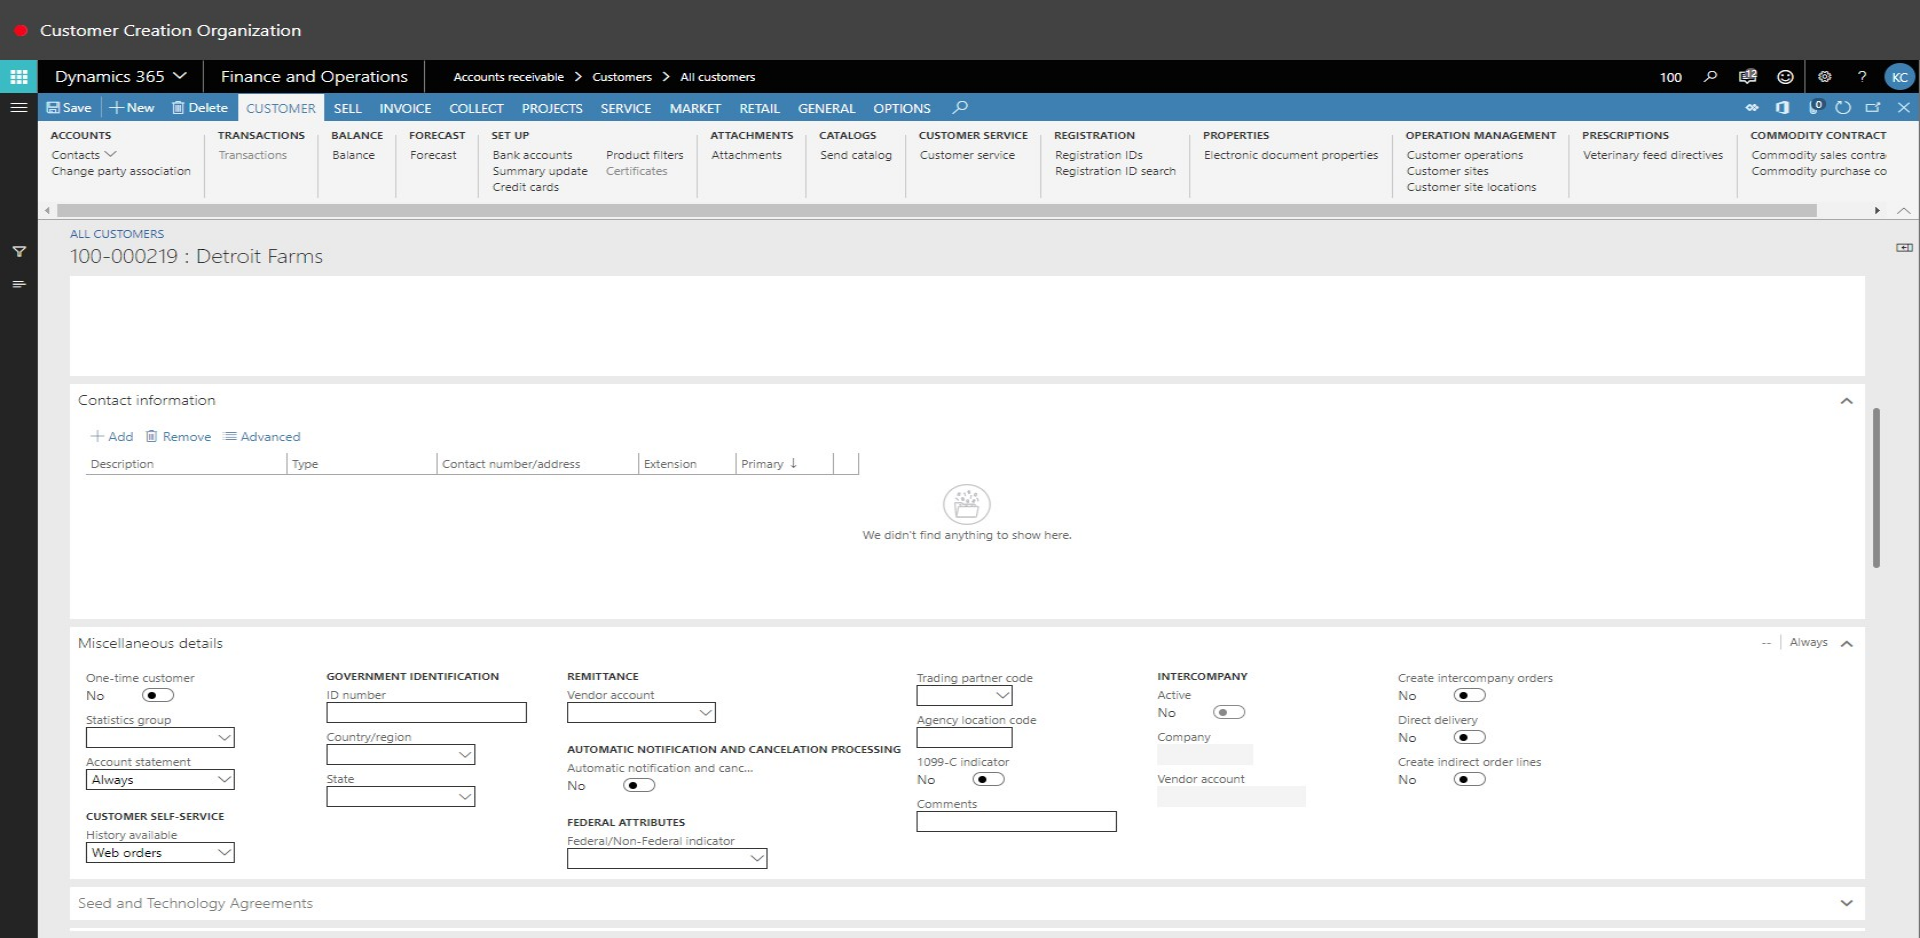 Customer Creation Organization
Dynamics 365
Finance and Operations
Accounts receivable > Customers > All customers
100
?
KC
Save
New
Delete
CUSTOMER
SELL
INVOICE
COLLECT
PROJECTS
SERVICE
MARKET
RETAIL
GENERAL
OPTIONS
0
ACCOUNTS
Contacts
Change party association
TRANSACTIONS
Transactions
BALANCE
Balance
FORECAST
Forecast
SET UP
Bank accounts
Summary update
Credit cards
Product filters
Certificates
ATTACHMENTS
Attachments
CATALOGS
Send catalog
CUSTOMER SERVICE
Customer service
REGISTRATION
Registration IDs
Registration ID search
PROPERTIES
Electronic document properties
OPERATION MANAGEMENT
Customer operations
Customer sites
Customer site locations
PRESCRIPTIONS
Veterinary feed directives
COMMODITY CONTRACT
Commodity sales contra
Commodity purchase co
ALL CUSTOMERS
100-000219 : Detroit Farms
Contact information
Add
Remove
Advanced
Description
Type
Contact number/address
Extension
Primary ↓
We didn't find anything to show here.
Miscellaneous details
-- | Always
One-time customer
No
Statistics group
Account statement
Always
CUSTOMER SELF-SERVICE
History available
Web orders
GOVERNMENT IDENTIFICATION
ID number
Country/region
State
REMITTANCE
Vendor account
AUTOMATIC NOTIFICATION AND CANCELATION PROCESSING
Automatic notification and canc...
No
FEDERAL ATTRIBUTES
Federal/Non-Federal indicator
Trading partner code
Agency location code
1099-C indicator
No
Comments
INTERCOMPANY
Active
No
Company
Vendor account
Create intercompany orders
No
Direct delivery
No
Create indirect order lines
No
Seed and Technology Agreements